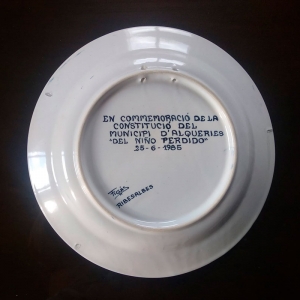 EN COMMEMORACIÓ DE LA
CONSTITUCIÓ DEL
MUNICIPI D'ALQUERIES
"DEL NIÑO PERDIDO"
25-6-1985
RIBESALBES